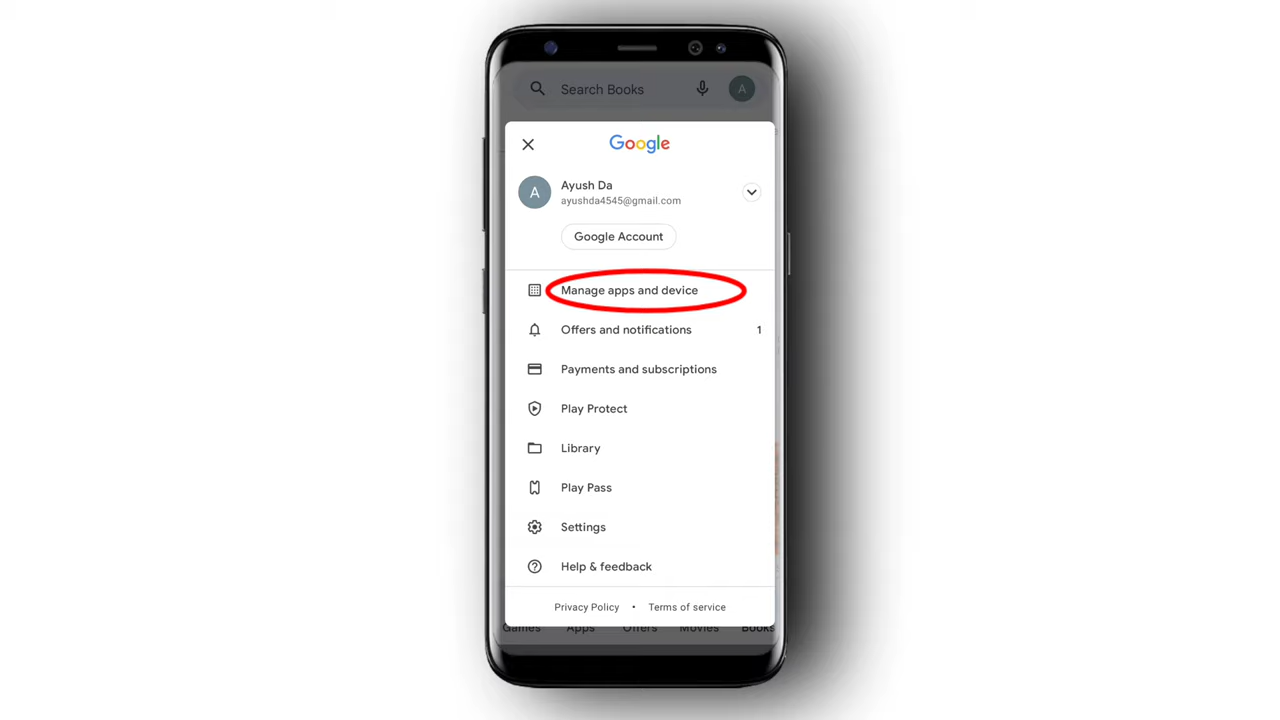 Search Books
A
Google
A
Ayush Da
ayushda4545@gmail.com
Google Account
Manage apps and device
Offers and notifications 1
Payments and subscriptions
Play Protect
Library
Play Pass
Settings
Help & feedback
Privacy Policy • Terms of service
Games Apps Offers Movies Books